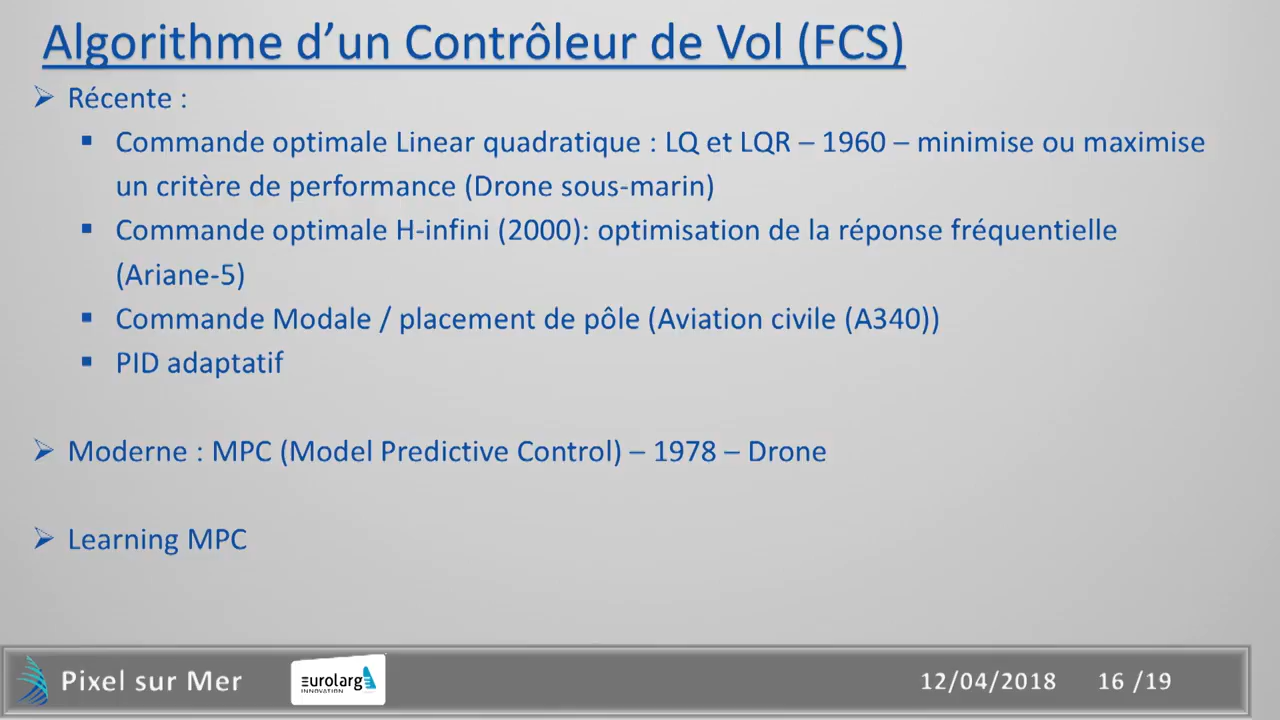 Algorithme d’un Contrôleur de Vol (FCS)
Récente :
Commande optimale Linear quadratique : LQ et LQR – 1960 – minimise ou maximise
un critère de performance (Drone sous-marin)
Commande optimale H-infini (2000): optimisation de la réponse fréquentielle
(Ariane-5)
Commande Modale / placement de pôle (Aviation civile (A340))
PID adaptatif
Moderne : MPC (Model Predictive Control) – 1978 – Drone
Learning MPC
Pixel sur Mer
eurolarg
INNOVATION
12/04/2018
16 /19